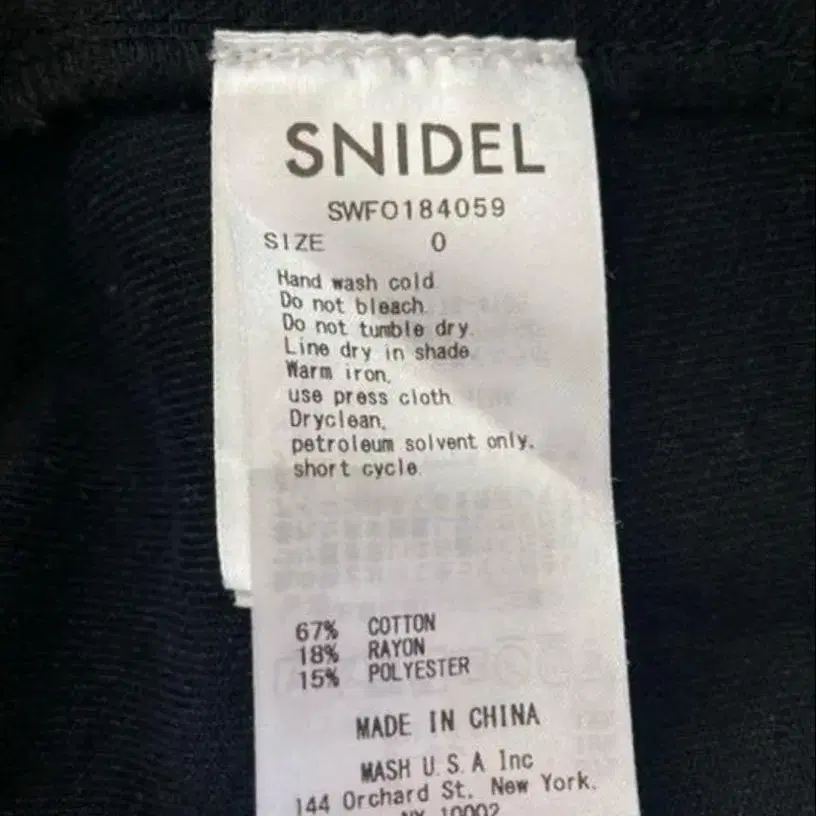 SNIDEL
SWFO184059
SIZE 0
Hand wash cold.
Do not bleach.
Do not tumble dry.
Line dry in shade.
Warm iron,
use press cloth
Dryclean,
petroleum solvent only,
short cycle.
67% COTTON
18% RAYON
15% POLYESTER
MADE IN CHINA
MASH U.S.A Inc
144 Orchard St. New York.
NY 10002